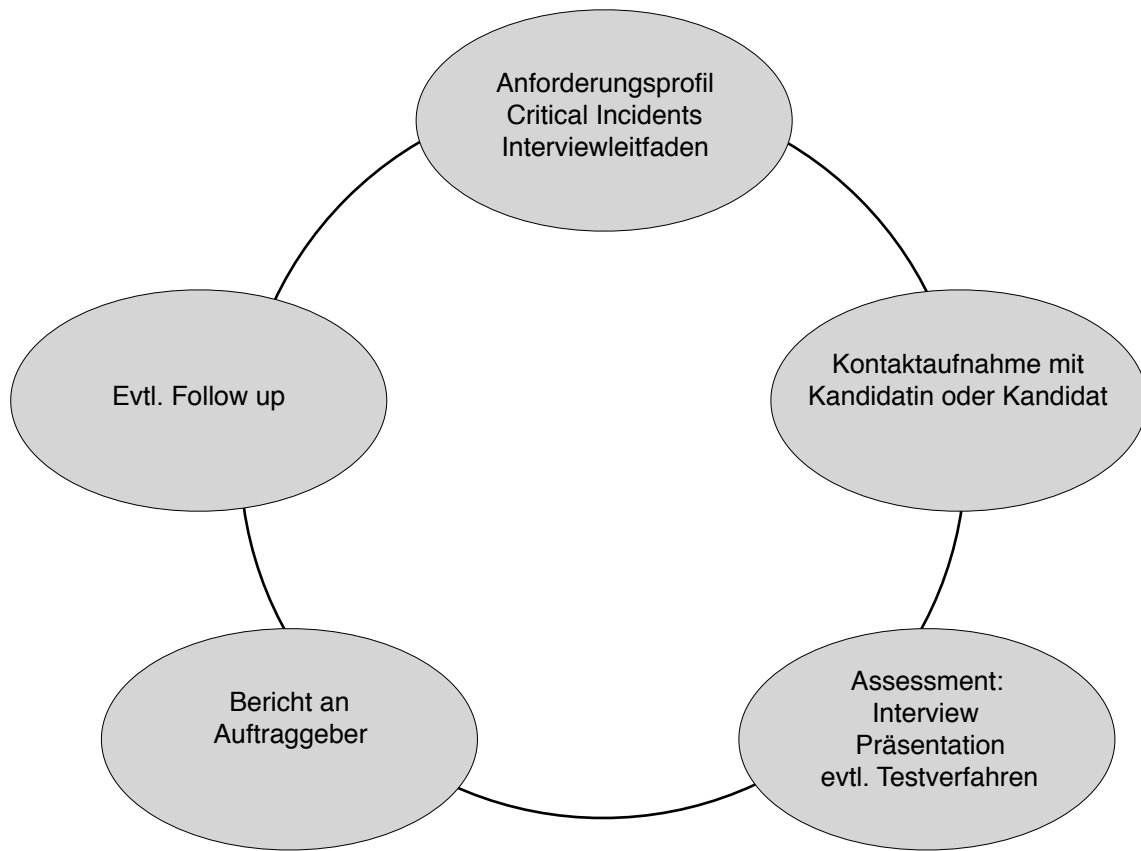 Anforderungsprofil
Critical Incidents
Interviewleitfaden
Kontaktaufnahme mit
Kandidatin oder Kandidat
Assessment:
Interview
Präsentation
evtl. Testverfahren
Bericht an
Auftraggeber
Evtl. Follow up